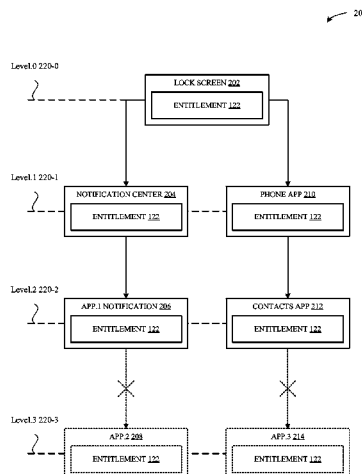 20
Level.0 220-0
LOCK SCREEN 202
ENTITLEMENT 122
Level.1 220-1
NOTIFICATION CENTER 204
PHONE APP 210
ENTITLEMENT 122
ENTITLEMENT 122
Level.2 220-2
APP.1 NOTIFICATION 206
CONTACTS APP 212
ENTITLEMENT 122
ENTITLEMENT 122
Level.3 220-3
APP.2 208
APP.3 214
ENTITLEMENT 122
ENTITLEMENT 122